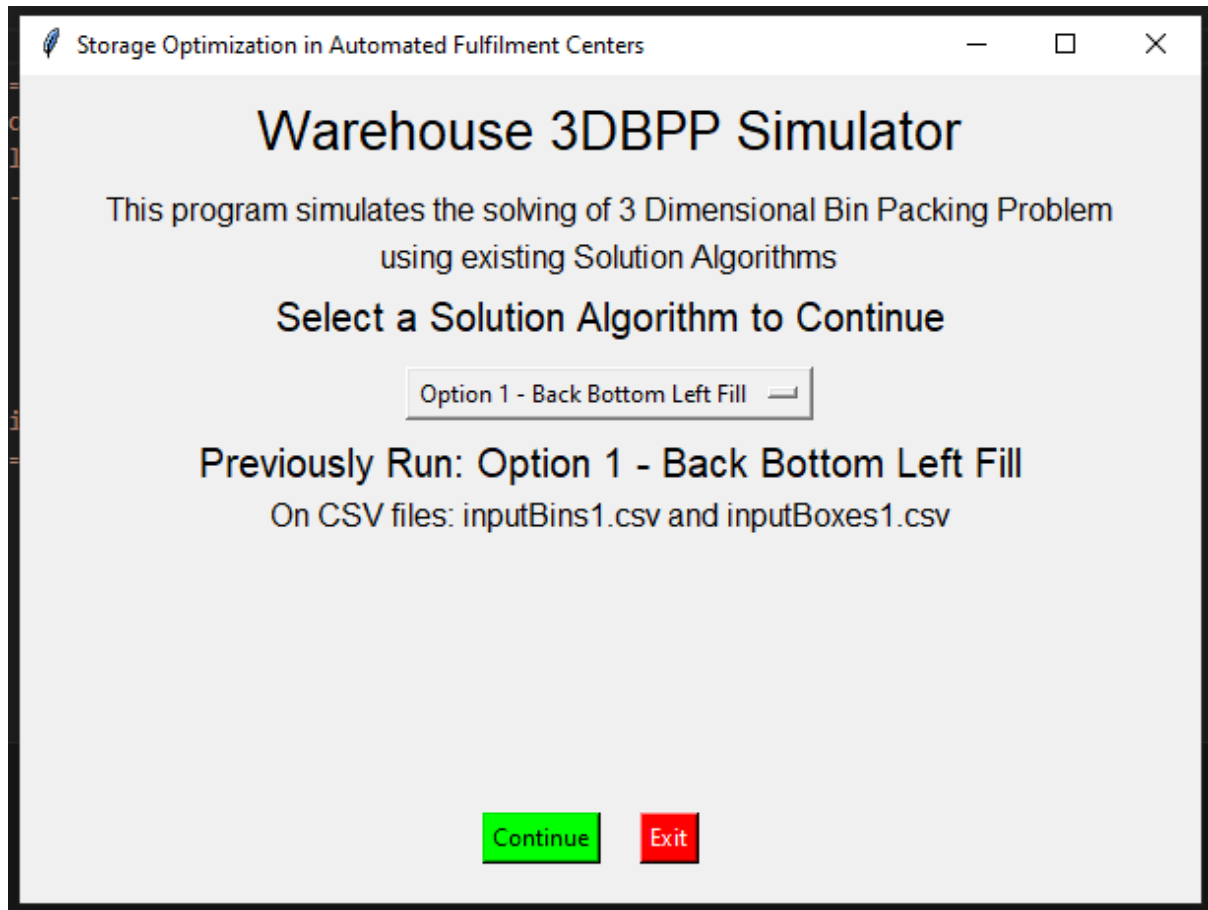 Storage Optimization in Automated Fulfilment Centers
Warehouse 3DBPP Simulator
This program simulates the solving of 3 Dimensional Bin Packing Problem
using existing Solution Algorithms
Select a Solution Algorithm to Continue
Option 1 - Back Bottom Left Fill
Previously Run: Option 1 - Back Bottom Left Fill
On CSV files: inputBins1.csv and inputBoxes1.csv
Continue Exit